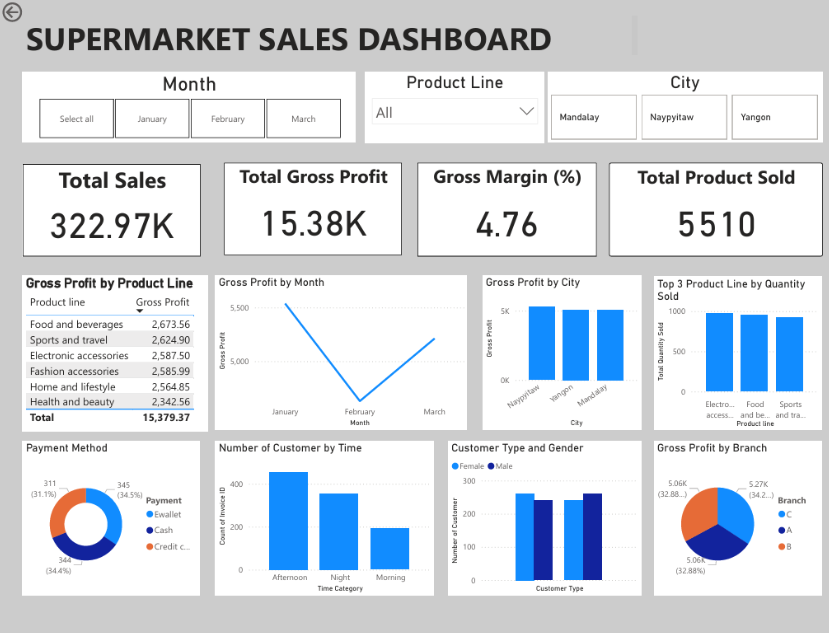 SUPERMARKET SALES DASHBOARD
Month
Select all
January
February
March
Product Line
All
City
Mandalay
Naypyitaw
Yangon
Total Sales
322.97K
Total Gross Profit
15.38K
Gross Margin (%)
4.76
Total Product Sold
5510
Gross Profit by Product Line
Product line Gross Profit
Food and beverages 2,673.56
Sports and travel 2,624.90
Electronic accessories 2,587.50
Fashion accessories 2,585.99
Home and lifestyle 2,564.85
Health and beauty 2,342.56
Total 15,379.37
Gross Profit by Month
Gross Profit
5,500
5,000
January February March
Month
Gross Profit by City
Gross Profit
5K
0K
Naypyitaw Yangon Mandalay
City
Top 3 Product Line by Quantity
Sold
Total Quantity Sold
1000
500
0
Electro... Food Sports
access... and be... and tra...
Product line
Payment Method
311
(31.1%)
345
(34.5%)
344
(34.4%)
Payment
Ewallet
Cash
Credit c...
Number of Customer by Time
Count of Invoice ID
400
200
0
Afternoon Night Morning
Time Category
Customer Type and Gender
Female Male
Number of Customer
300
200
100
0
Customer Type
Gross Profit by Branch
5.06K
(32.88...)
5.27K
(34.2...)
5.06K
(32.88%)
Branch
C
A
B